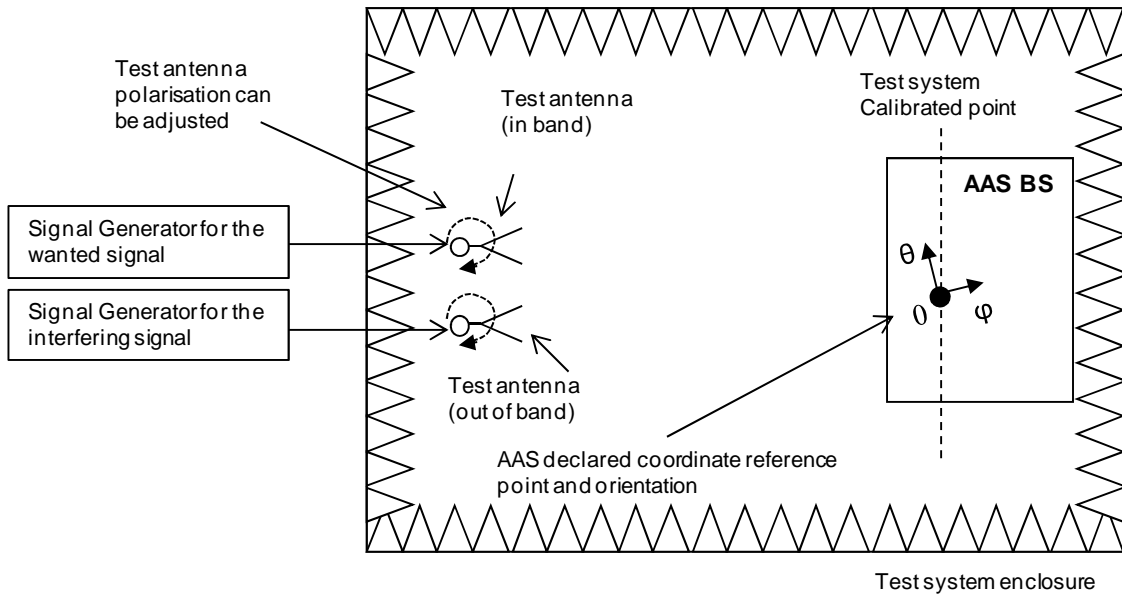 Test antenna
polarisation can
be adjusted
Test antenna
(in band)
Test system
Calibrated point
AAS BS
Signal Generator for the
wanted signal
θ
0
φ
Signal Generator for the
interfering signal
Test antenna
(out of band)
AAS declared coordinate reference
point and orientation
Test system enclosure